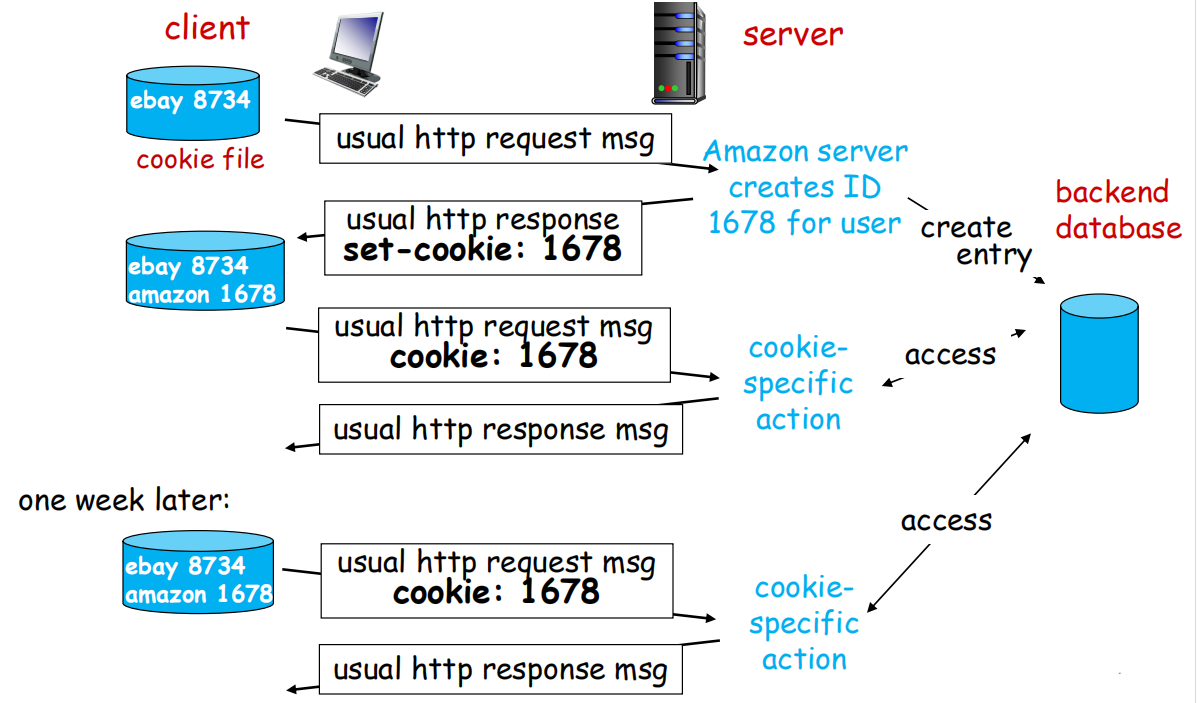 client
server
ebay 8734
cookie file
usual http request msg
Amazon server
creates ID
1678 for user
backend
database
create
entry
usual http response
set-cookie: 1678
ebay 8734
amazon 1678
usual http request msg
cookie: 1678
cookie-
specific
action
access
usual http response msg
one week later:
access
ebay 8734
amazon 1678
usual http request msg
cookie: 1678
cookie-
specific
action
usual http response msg